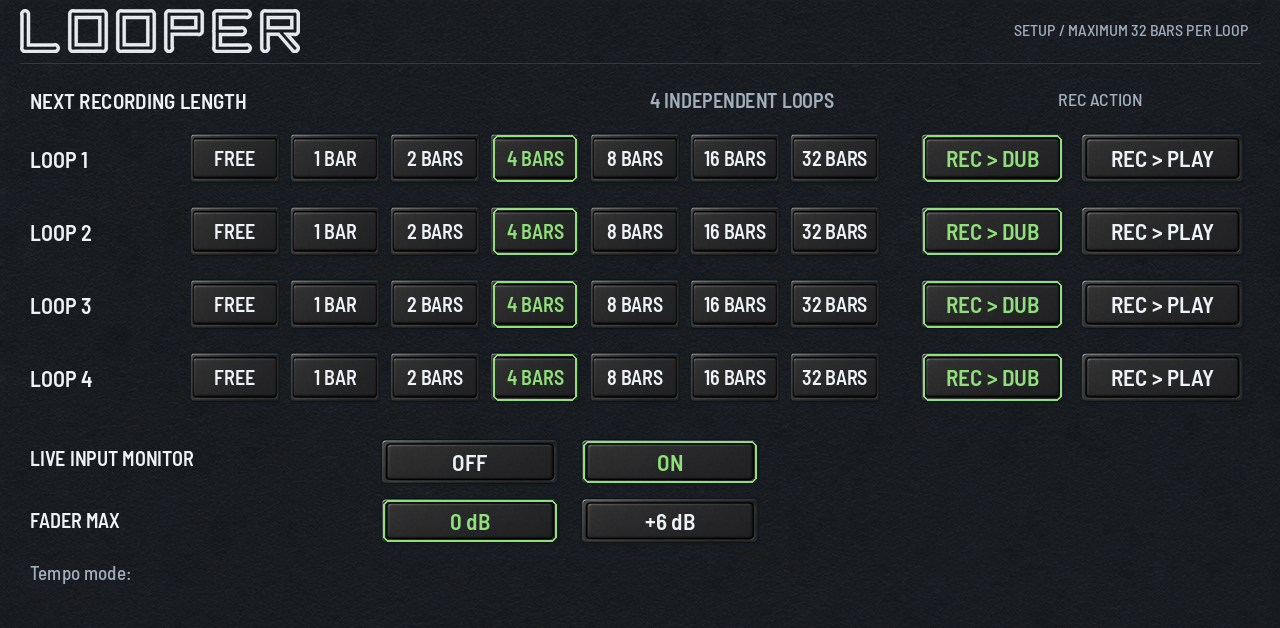 LOOPER
SETUP / MAXIMUM 32 BARS PER LOOP
NEXT RECORDING LENGTH 4 INDEPENDENT LOOPS REC ACTION
LOOP 1 FREE 1 BAR 2 BARS 4 BARS 8 BARS 16 BARS 32 BARS REC > DUB REC > PLAY
LOOP 2 FREE 1 BAR 2 BARS 4 BARS 8 BARS 16 BARS 32 BARS REC > DUB REC > PLAY
LOOP 3 FREE 1 BAR 2 BARS 4 BARS 8 BARS 16 BARS 32 BARS REC > DUB REC > PLAY
LOOP 4 FREE 1 BAR 2 BARS 4 BARS 8 BARS 16 BARS 32 BARS REC > DUB REC > PLAY
LIVE INPUT MONITOR OFF ON
FADER MAX 0 dB +6 dB
Tempo mode: